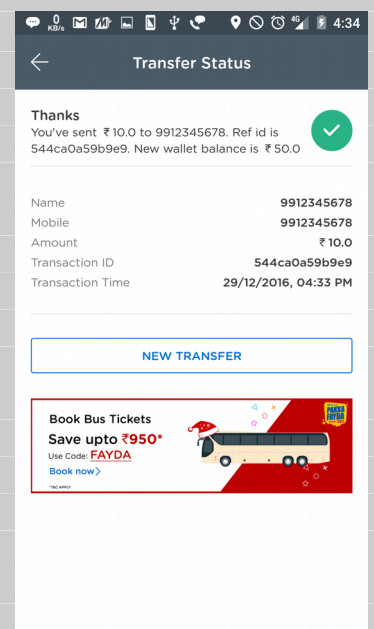 0 KB/s 4G 4:34
Transfer Status
Thanks
You've sent ₹ 10.0 to 9912345678. Ref id is
544ca0a59b9e9. New wallet balance is ₹ 50.0
Name 9912345678
Mobile 9912345678
Amount ₹ 10.0
Transaction ID 544ca0a59b9e9
Transaction Time 29/12/2016, 04:33 PM
NEW TRANSFER
Book Bus Tickets
Save upto ₹950*
Use Code: FAYDA
Book now>
*T&C APPLY
PAKKA
FAYDA